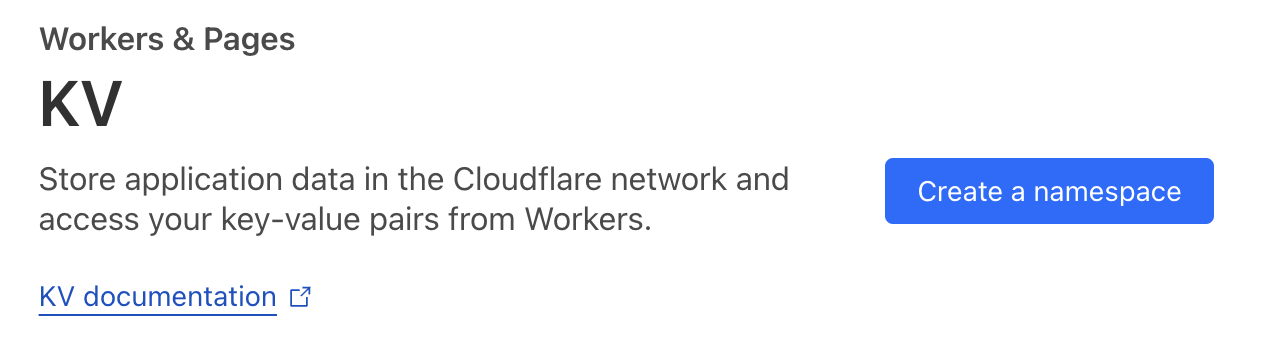 Workers & Pages
KV
Store application data in the Cloudflare network and
access your key-value pairs from Workers.
Create a namespace
KV documentation